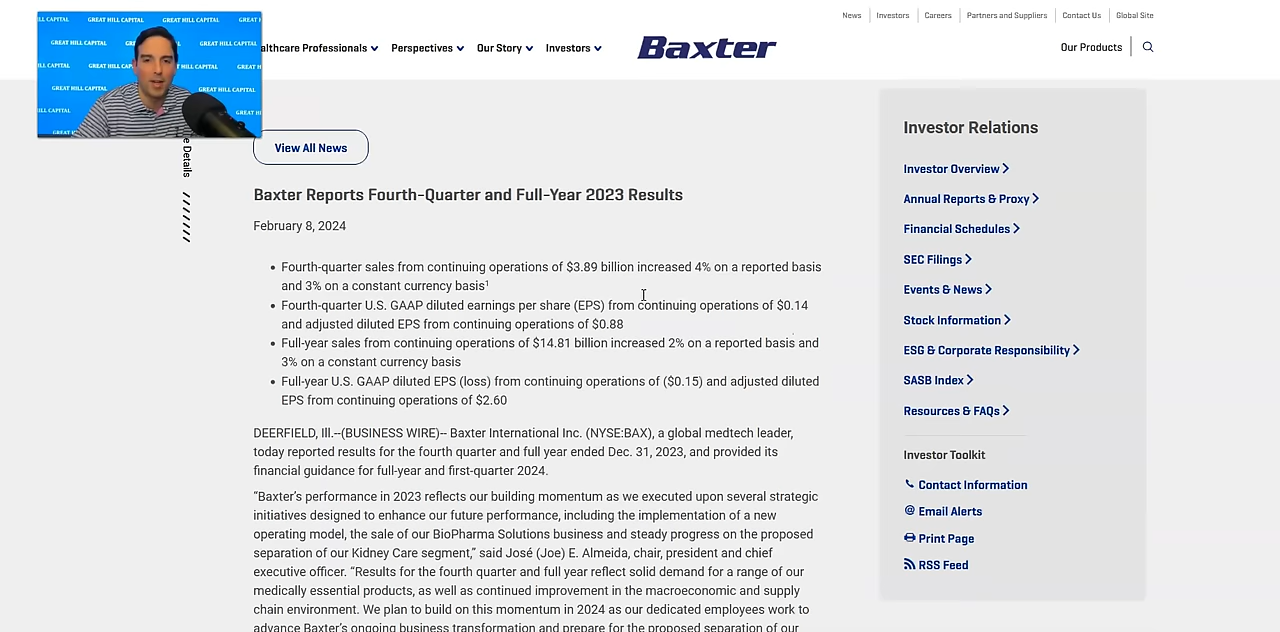 News
Investors
Careers
Partners and Suppliers
Contact Us
Global Site
GREAT HILL CAPITAL
althcare Professionals
Perspectives
Our Story
Investors
Baxter
Our Products
e Details
View All News
Baxter Reports Fourth-Quarter and Full-Year 2023 Results
February 8, 2024
• Fourth-quarter sales from continuing operations of $3.89 billion increased 4% on a reported basis
and 3% on a constant currency basis¹
• Fourth-quarter U.S. GAAP diluted earnings per share (EPS) from continuing operations of $0.14
and adjusted diluted EPS from continuing operations of $0.88
• Full-year sales from continuing operations of $14.81 billion increased 2% on a reported basis and
3% on a constant currency basis
• Full-year U.S. GAAP diluted EPS (loss) from continuing operations of ($0.15) and adjusted diluted
EPS from continuing operations of $2.60
DEERFIELD, Ill.--(BUSINESS WIRE)-- Baxter International Inc. (NYSE:BAX), a global medtech leader,
today reported results for the fourth quarter and full year ended Dec. 31, 2023, and provided its
financial guidance for full-year and first-quarter 2024.
“Baxter’s performance in 2023 reflects our building momentum as we executed upon several strategic
initiatives designed to enhance our future performance, including the implementation of a new
operating model, the sale of our BioPharma Solutions business and steady progress on the proposed
separation of our Kidney Care segment,” said José (Joe) E. Almeida, chair, president and chief
executive officer. “Results for the fourth quarter and full year reflect solid demand for a range of our
medically essential products, as well as continued improvement in the macroeconomic and supply
chain environment. We plan to build on this momentum in 2024 as our dedicated employees work to
advance Baxter’s ongoing business transformation and prepare for the proposed separation of our
Investor Relations
Investor Overview
Annual Reports & Proxy
Financial Schedules
SEC Filings
Events & News
Stock Information
ESG & Corporate Responsibility
SASB Index
Resources & FAQs
Investor Toolkit
Contact Information
Email Alerts
Print Page
RSS Feed